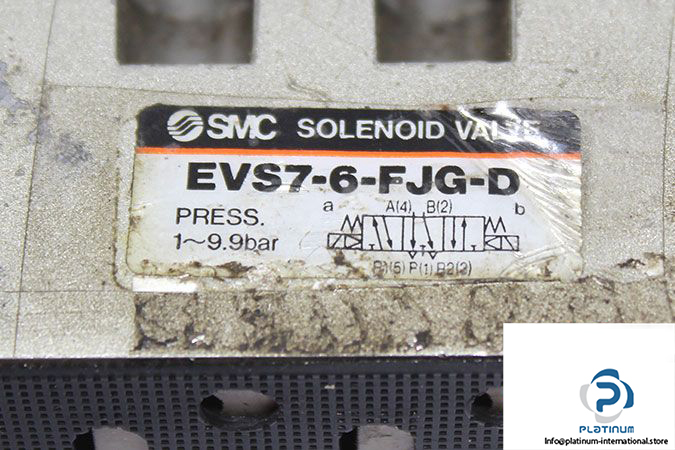 SMC SOLENOID VALVE
EVS7-6-FJG-D
PRESS.
1~9.9bar
a A(4) B(2) b
R1(5) P(1) R2(3)
PLATINUM
info@platinum-international.store